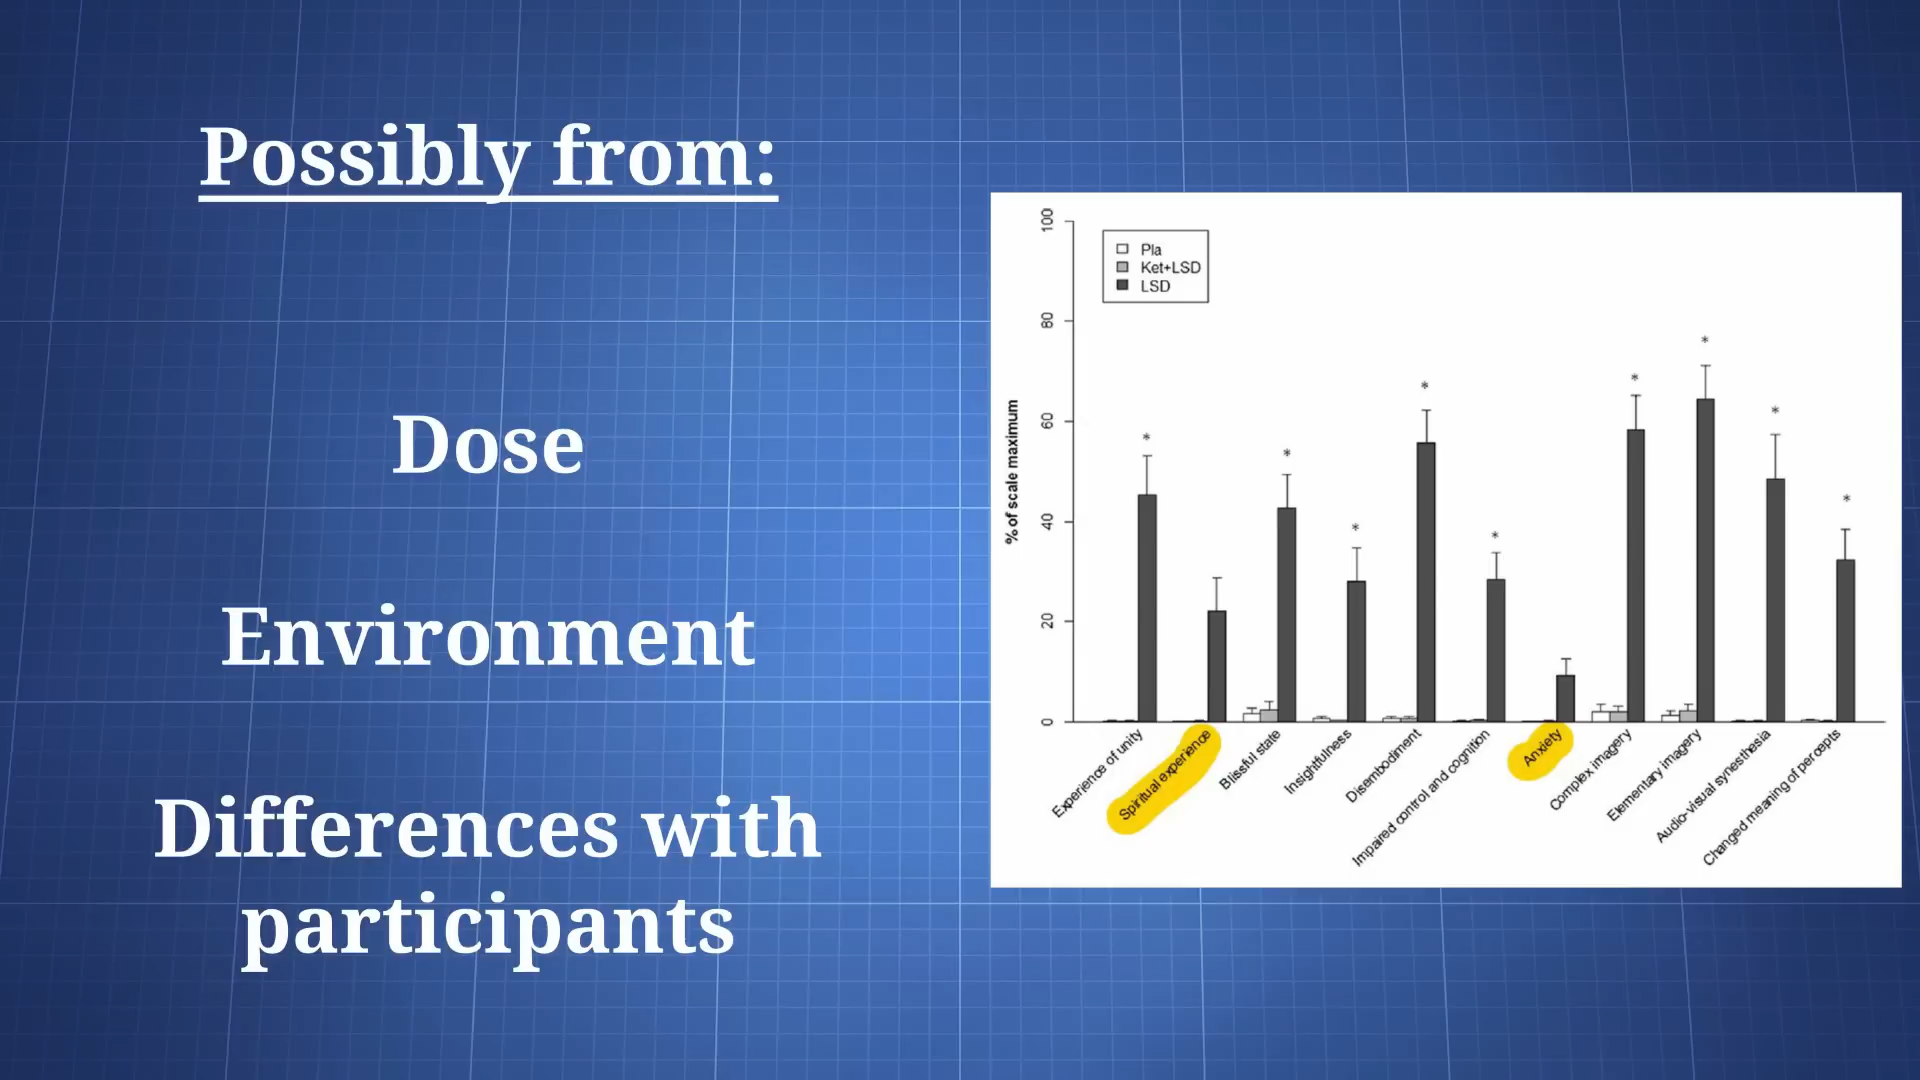 Possibly from:
Dose
Environment
Differences with
participants
100
80
60
40
20
0
% of scale maximum
Pla
Ket+LSD
LSD
*
*
*
*
*
*
*
*
*
Experience of unity
Spiritual experience
Blissful state
Insightfulness
Disembodiment
Impaired control and cognition
Anxiety
Complex imagery
Elementary imagery
Audio-visual synesthesia
Changed meaning of percepts